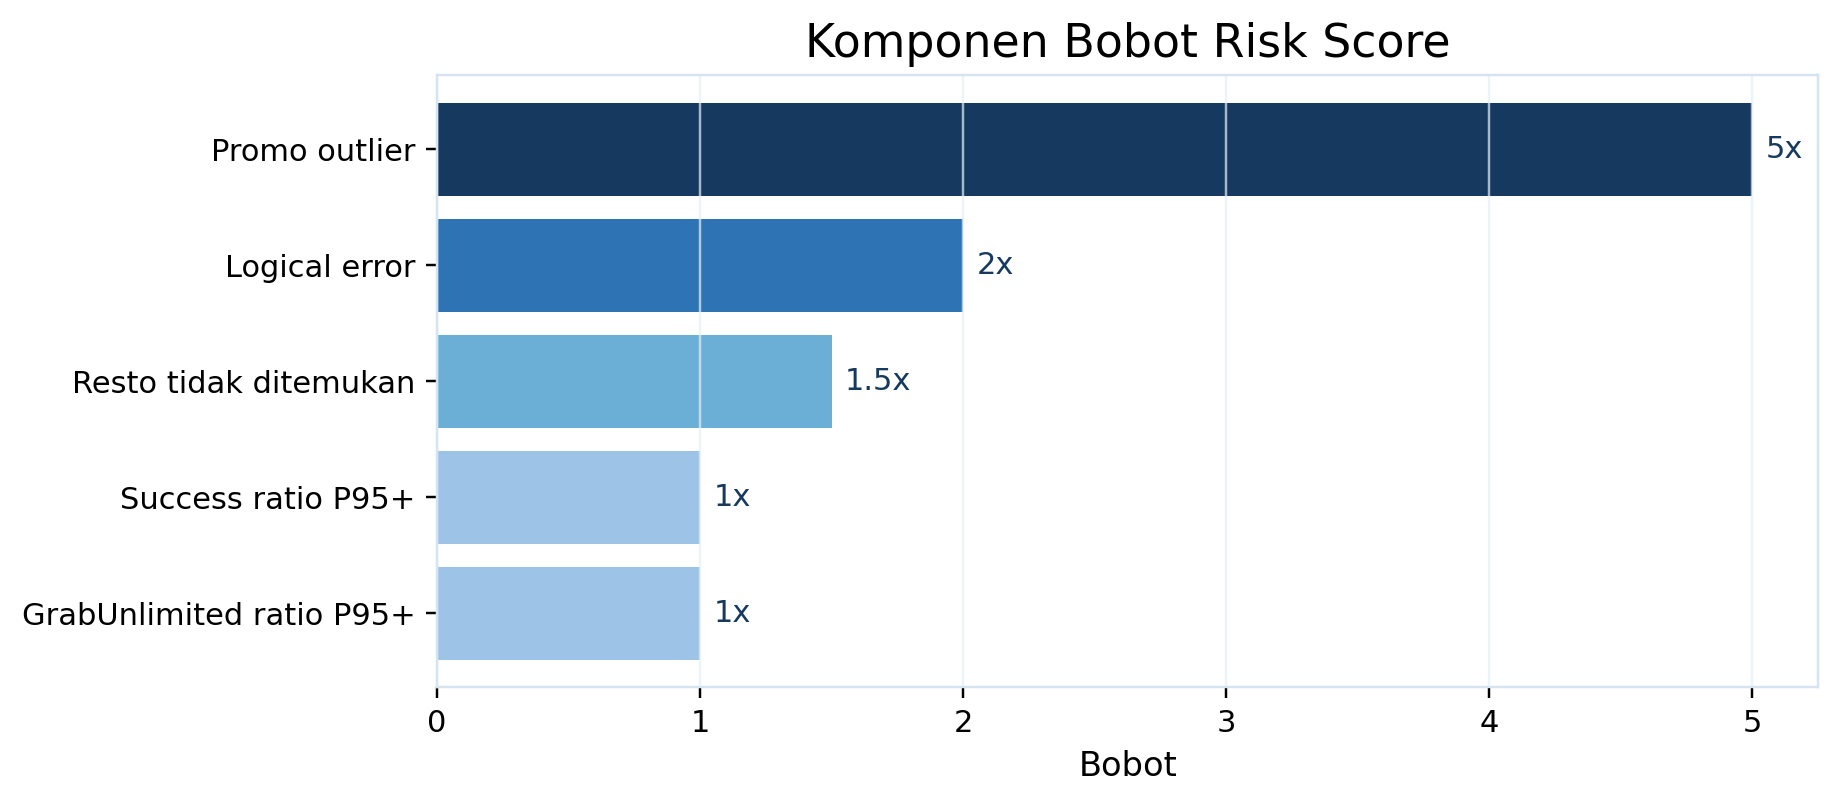 Komponen Bobot Risk Score
Promo outlier
5x
Logical error
2x
Resto tidak ditemukan
1.5x
Success ratio P95+
1x
GrabUnlimited ratio P95+
1x
0 1 2 3 4 5
Bobot